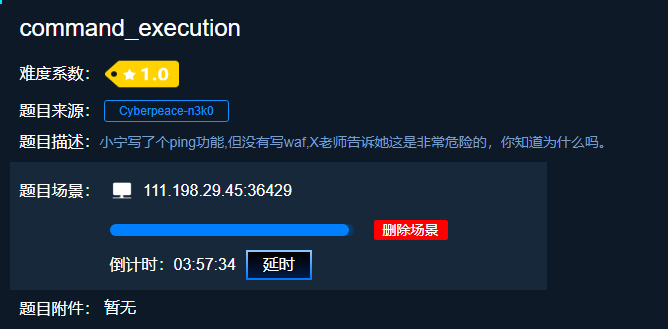 command_execution
难度系数： 1.0
题目来源： Cyberpeace-n3k0
题目描述：小宁写了个ping功能,但没有写waf,X老师告诉她这是非常危险的，你知道为什么吗。
题目场景： 111.198.29.45:36429
删除场景
倒计时：03:57:34 延时
题目附件： 暂无